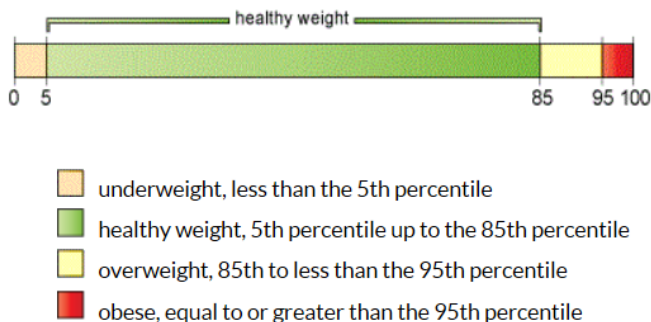 healthy weight
0 5 85 95 100
underweight, less than the 5th percentile
healthy weight, 5th percentile up to the 85th percentile
overweight, 85th to less than the 95th percentile
obese, equal to or greater than the 95th percentile